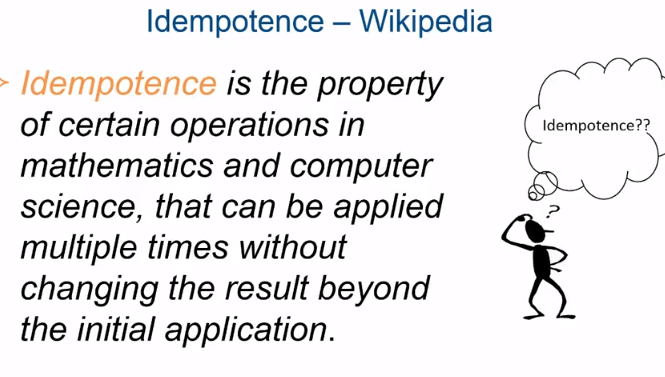 Idempotence – Wikipedia
Idempotence is the property
of certain operations in
mathematics and computer
science, that can be applied
multiple times without
changing the result beyond
the initial application.
Idempotence??
?